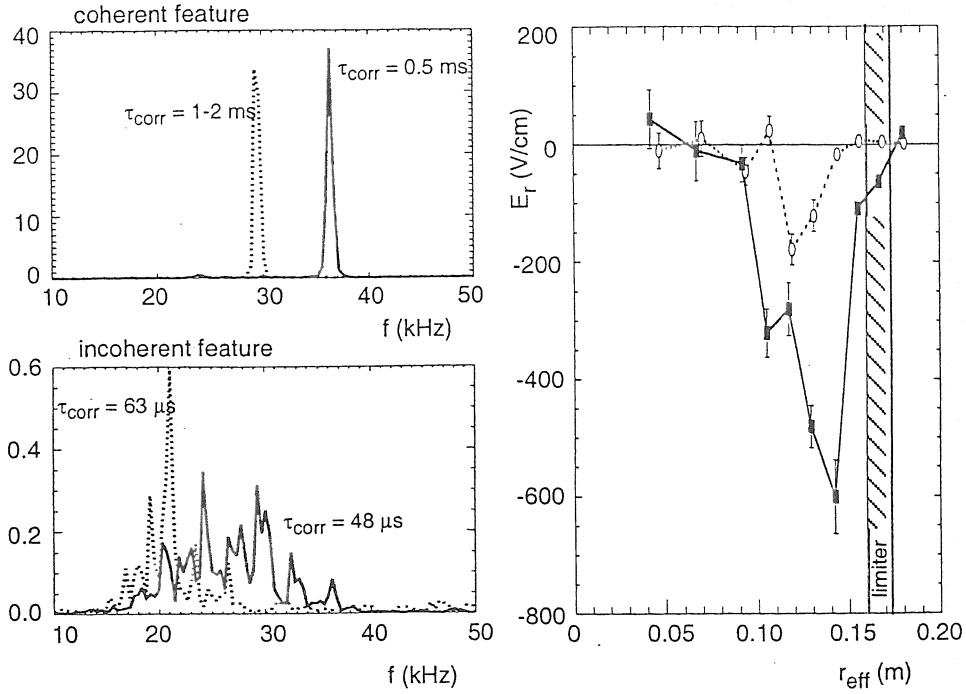 coherent feature
40
30
20
10
0
τcorr = 1-2 ms
τcorr = 0.5 ms
10 20 30 40 50
f (kHz)
incoherent feature
0.6
0.4
0.2
0.0
τcorr = 63 µs
τcorr = 48 µs
10 20 30 40 50
f (kHz)
200
0
-200
-400
-600
-800
Er (V/cm)
limiter
0 0.05 0.10 0.15 0.20
reff (m)